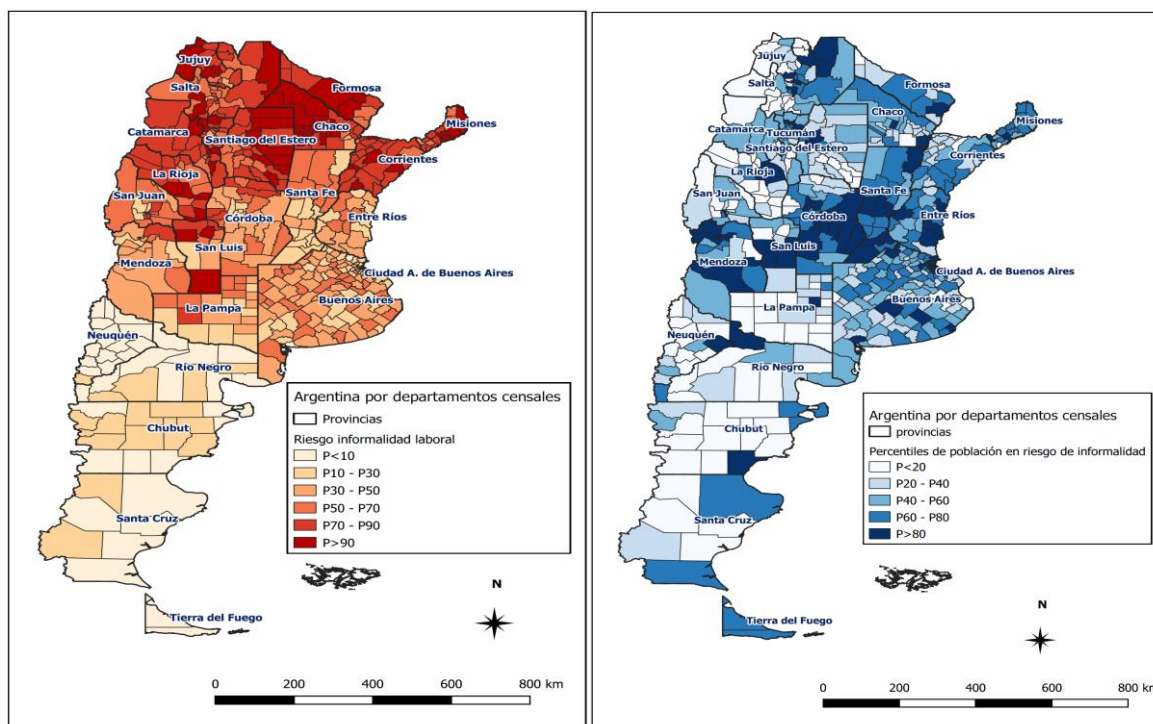 Jujuy
Salta
Formosa
Chaco
Misiones
Catamarca
Santiago del Estero
Corrientes
La Rioja
Santa Fe
San Juan
Córdoba
Entre Ríos
San Luis
Mendoza
Ciudad A. de Buenos Aires
Buenos Aires
La Pampa
Neuquén
Río Negro
Chubut
Santa Cruz
Tierra del Fuego
Argentina por departamentos censales
Provincias
Riesgo informalidad laboral
P<10
P10 - P30
P30 - P50
P50 - P70
P70 - P90
P>90
N
0 200 400 600 800 km
Jujuy
Salta
Formosa
Chaco
Misiones
Catamarca
Tucumán
Santiago del Estero
Corrientes
La Rioja
Santa Fe
San Juan
Córdoba
Entre Ríos
San Luis
Mendoza
Ciudad A. de Buenos Aires
Buenos Aires
La Pampa
Neuquén
Río Negro
Chubut
Santa Cruz
Tierra del Fuego
Argentina por departamentos censales
provincias
Percentiles de población en riesgo de informalidad
P<20
P20 - P40
P40 - P60
P60 - P80
P>80
N
0 200 400 600 800 km